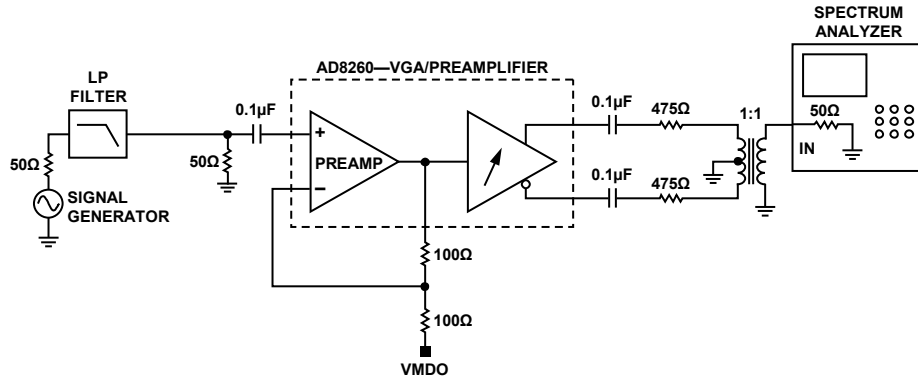 SPECTRUM
ANALYZER
AD8260—VGA/PREAMPLIFIER
LP
FILTER
0.1µF
0.1µF
475Ω
1:1
50Ω
+
PREAMP
–
50Ω
50Ω
IN
0.1µF
475Ω
SIGNAL
GENERATOR
100Ω
100Ω
VMDO